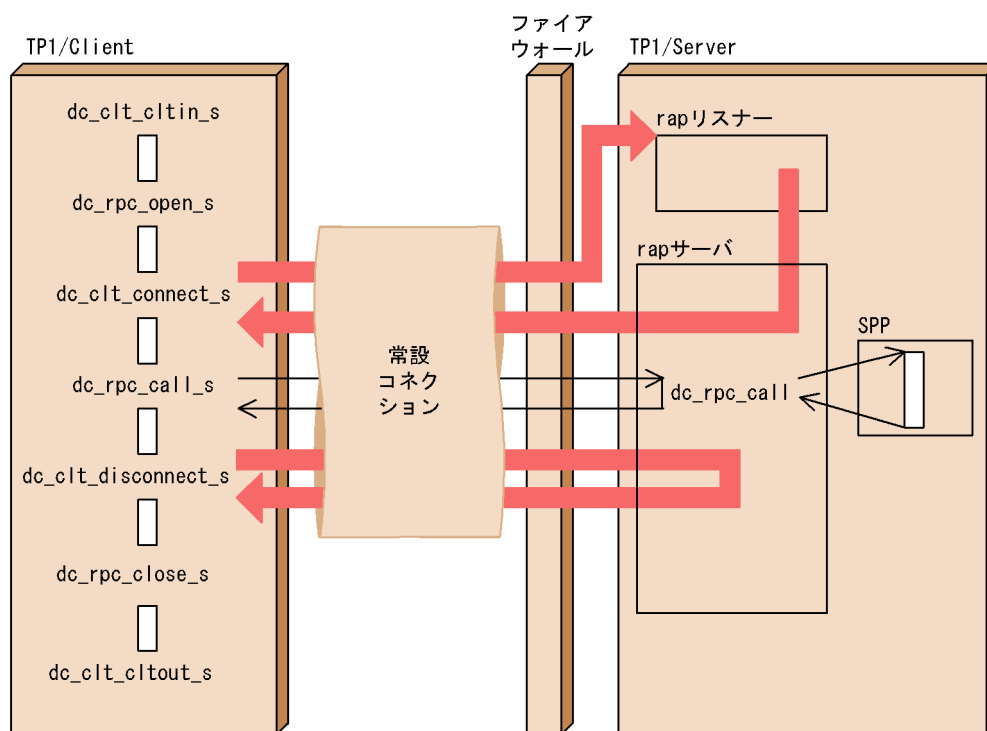 TP1/Client
dc_clt_cltin_s
dc_rpc_open_s
dc_clt_connect_s
dc_rpc_call_s
dc_clt_disconnect_s
dc_rpc_close_s
dc_clt_cltout_s
常設
コネク
ション
ファイア
ウォール
TP1/Server
rapリスナー
rapサーバ
dc_rpc_call
SPP